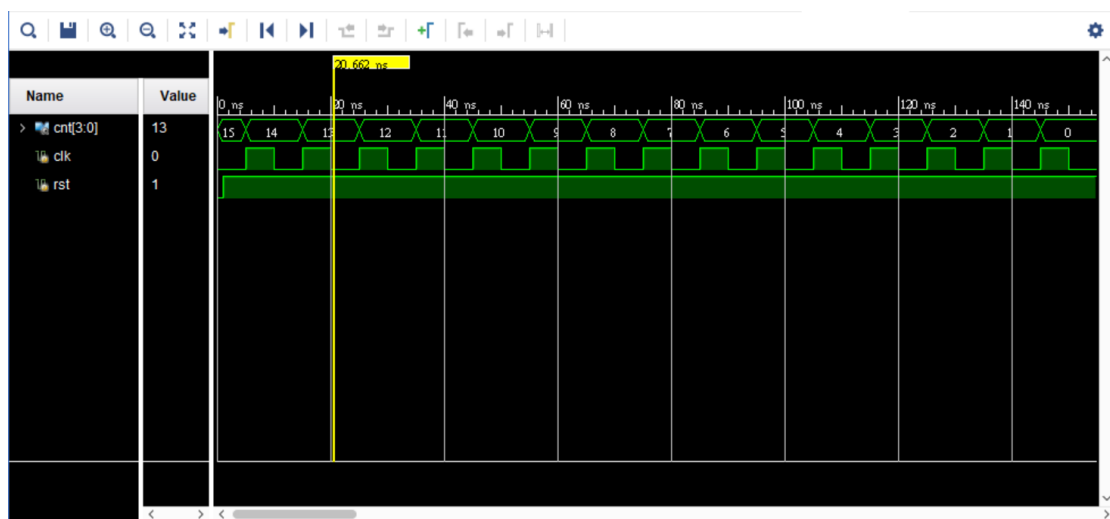 20.662 ns
Name Value
0 ns 20 ns 40 ns 60 ns 80 ns 100 ns 120 ns 140 ns
cnt[3:0] 13 15 14 13 12 11 10 9 8 7 6 5 4 3 2 1 0
clk 0
rst 1